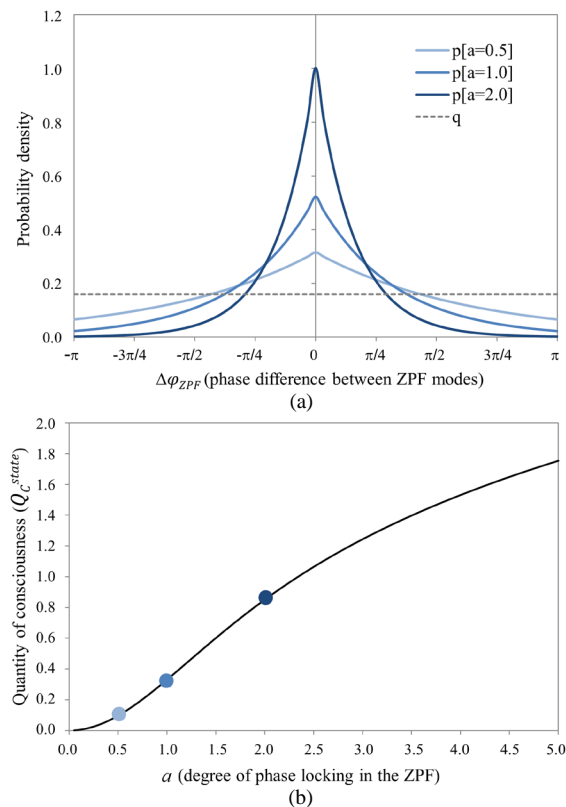 1.2
1.0
0.8
0.6
0.4
0.2
0.0
Probability density
p[a=0.5]
p[a=1.0]
p[a=2.0]
q
−π -3π/4 -π/2 -π/4 0 π/4 π/2 3π/4 π
Δφ_ZPF (phase difference between ZPF modes)
(a)
2.0
1.8
1.6
1.4
1.2
1.0
0.8
0.6
0.4
0.2
0.0
Quantity of consciousness (Q_C^state)
0.0 0.5 1.0 1.5 2.0 2.5 3.0 3.5 4.0 4.5 5.0
a (degree of phase locking in the ZPF)
(b)